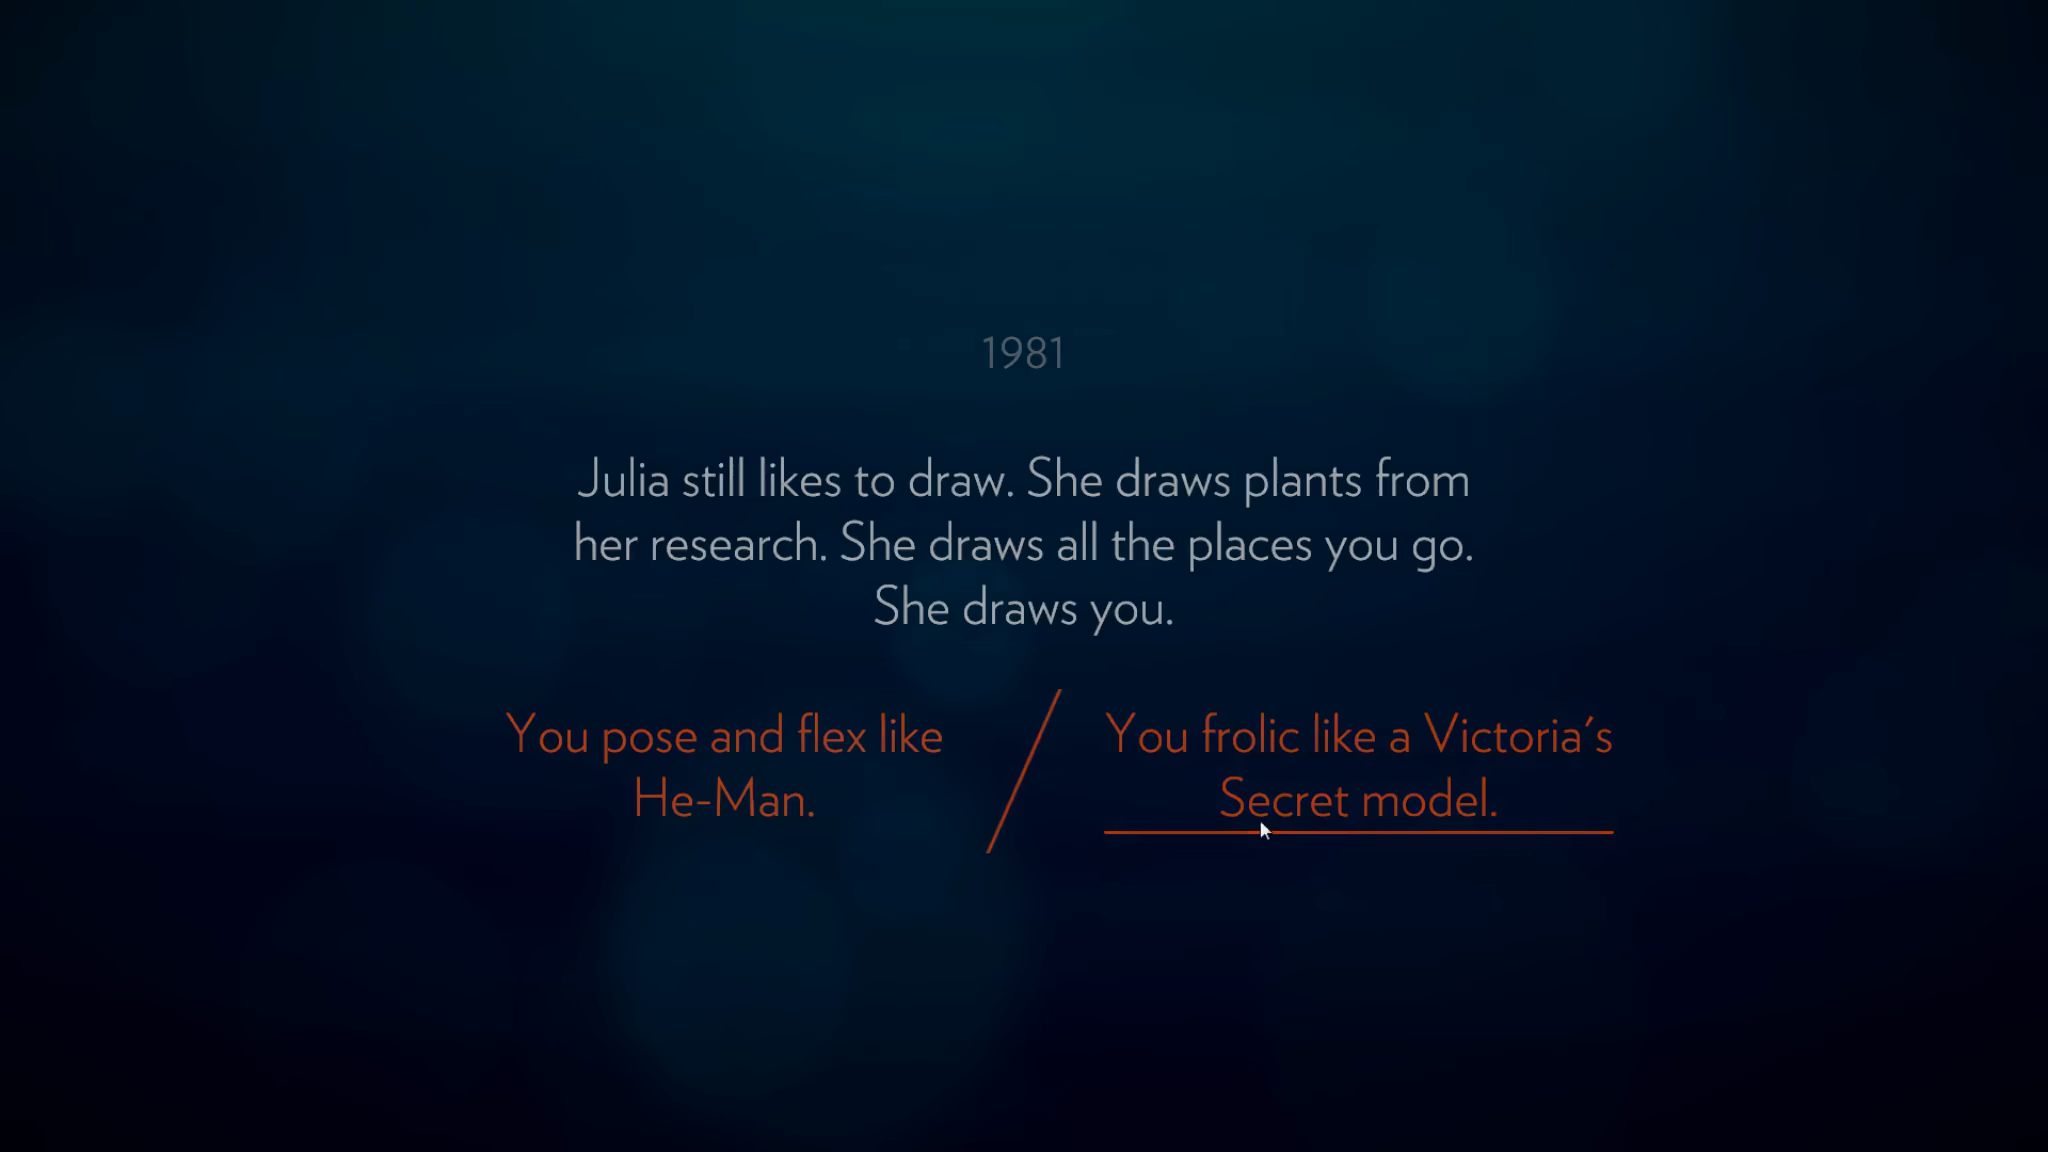 1981
Julia still likes to draw. She draws plants from
her research. She draws all the places you go.
She draws you.
You pose and flex like
He-Man.
You frolic like a Victoria's
Secret model.